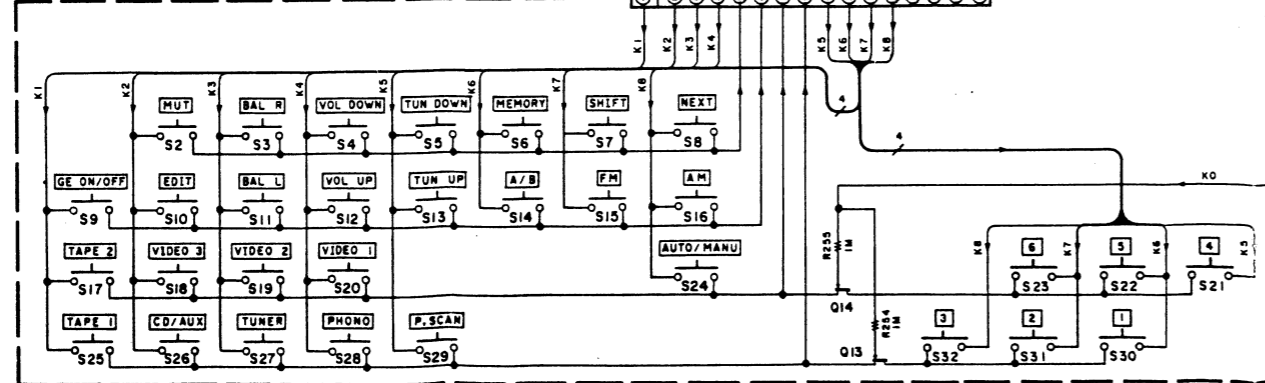 K1 K2 K3 K4 K5 K6 K7 K8
K1 K2 K3 K4 K5 K6 K7 K8
MUT BAL R VOL DOWN TUN DOWN MEMORY SHIFT NEXT
4
S2 S3 S4 S5 S6 S7 S8
4
GE ON/OFF EDIT BAL L VOL UP TUN UP A/B FM AM
K0
S9 S10 S11 S12 S13 S14 S15 S16
TAPE 2 VIDEO 3 VIDEO 2 VIDEO 1 AUTO/MANU
R255 1M
K8 6 K7 5 K6 4 K5
S17 S18 S19 S20 S24
S23 S22 S21
Q14
TAPE 1 CD/AUX TUNER PHONO P.SCAN
R254 1M
3 2 1
Q13
S25 S26 S27 S28 S29
S32 S31 S30